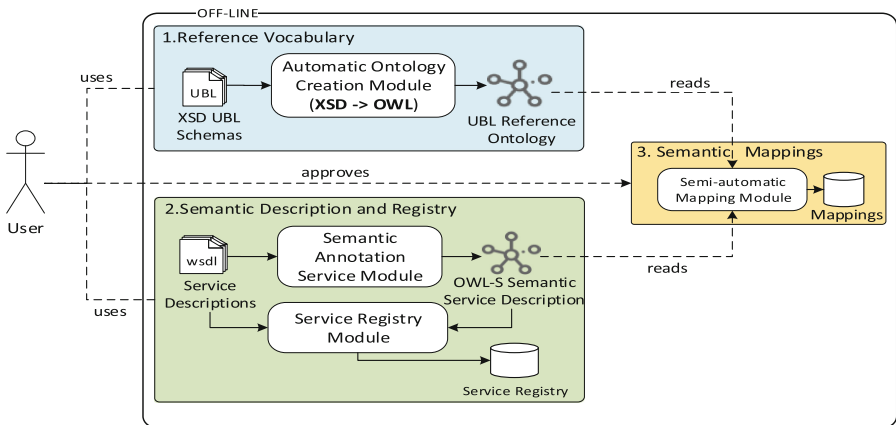 OFF-LINE
1.Reference Vocabulary
uses
UBL
XSD UBL
Schemas
Automatic Ontology
Creation Module
(XSD -> OWL)
UBL Reference
Ontology
reads
User
approves
3. Semantic Mappings
Semi-automatic
Mapping Module
Mappings
2.Semantic Description and Registry
wsdl
Service
Descriptions
Semantic
Annotation
Service Module
OWL-S Semantic
Service Description
reads
uses
Service Registry
Module
Service Registry